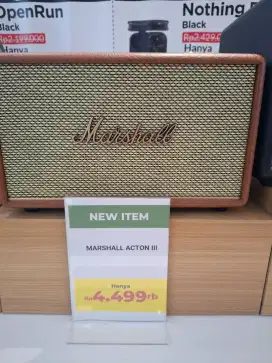 OpenRun
Black
Rp2.199.000
Hanya
Nothing
Black
Rp2.429.0
Hanya
Marshall
NEW ITEM
MARSHALL ACTON III
Hanya
Rp4.499rb